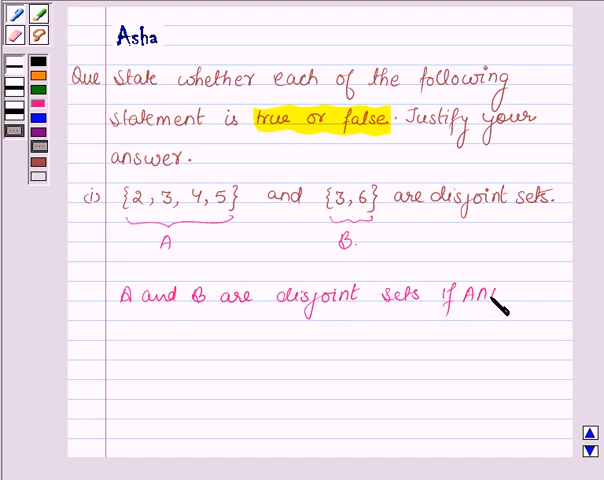 Asha
Que State whether each of the following
statement is true or false. Justify your
answer.
(i) {2, 3, 4, 5} and {3, 6} are disjoint sets.
A B.
A and B are disjoint sets if A∩